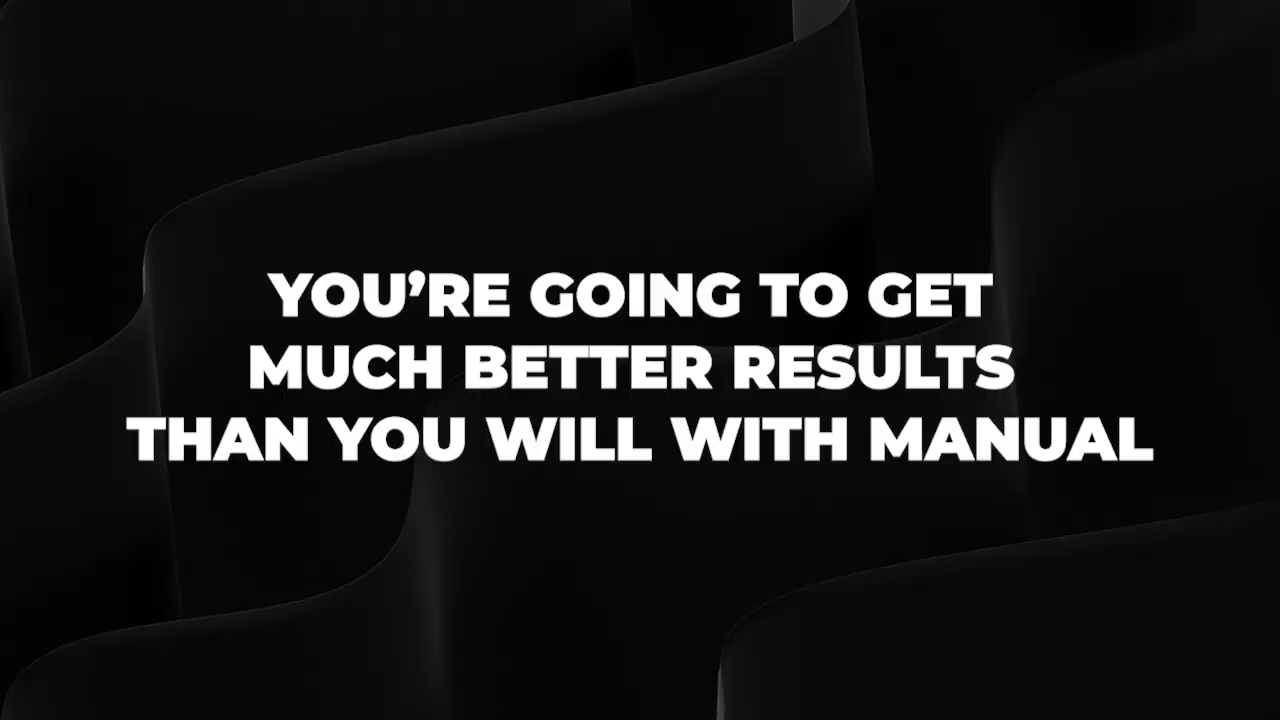 YOU’RE GOING TO GET
MUCH BETTER RESULTS
THAN YOU WILL WITH MANUAL